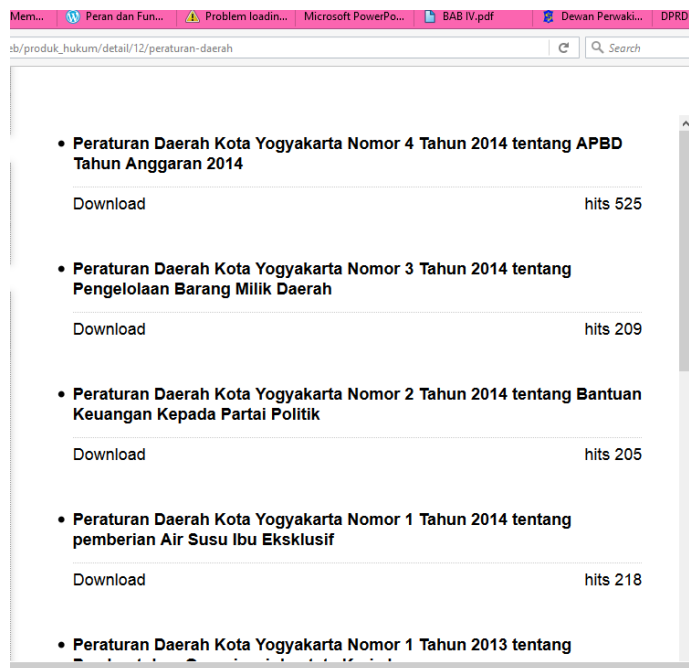 Mem...
Peran dan Fun...
Problem loadin...
Microsoft PowerPo...
BAB IV.pdf
Dewan Perwaki...
DPRD
eb/produk_hukum/detail/12/peraturan-daerah
Search
Peraturan Daerah Kota Yogyakarta Nomor 4 Tahun 2014 tentang APBD
Tahun Anggaran 2014
Download hits 525
Peraturan Daerah Kota Yogyakarta Nomor 3 Tahun 2014 tentang
Pengelolaan Barang Milik Daerah
Download hits 209
Peraturan Daerah Kota Yogyakarta Nomor 2 Tahun 2014 tentang Bantuan
Keuangan Kepada Partai Politik
Download hits 205
Peraturan Daerah Kota Yogyakarta Nomor 1 Tahun 2014 tentang
pemberian Air Susu Ibu Eksklusif
Download hits 218
Peraturan Daerah Kota Yogyakarta Nomor 1 Tahun 2013 tentang